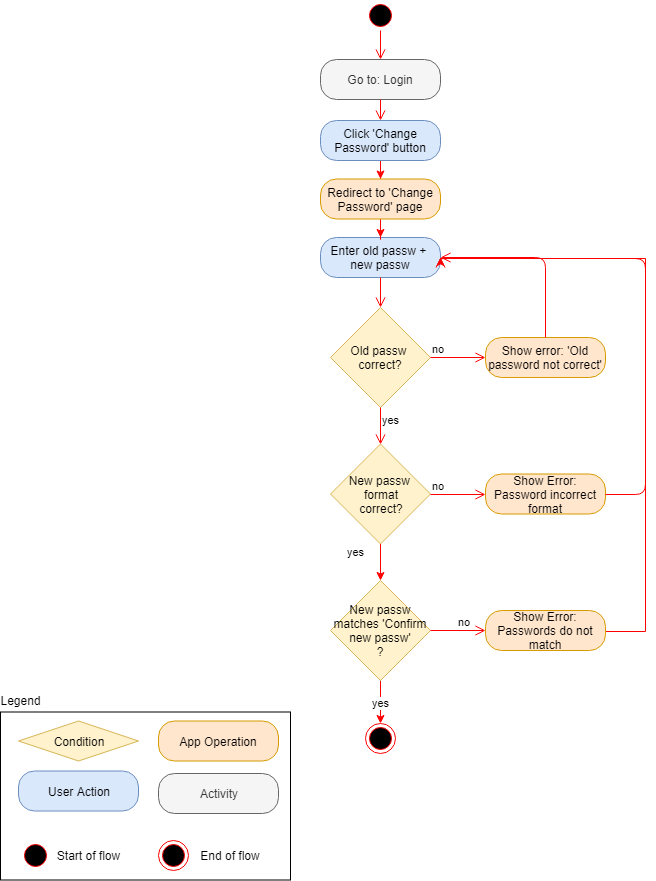 Go to: Login
Click 'Change
Password' button
Redirect to 'Change
Password' page
Enter old passw +
new passw
Old passw
correct?
no
Show error: 'Old
password not correct'
yes
New passw
format
correct?
no
Show Error:
Password incorrect
format
yes
New passw
matches 'Confirm
new passw'
?
no
Show Error:
Passwords do not
match
yes
Legend
Condition
App Operation
User Action
Activity
Start of flow
End of flow